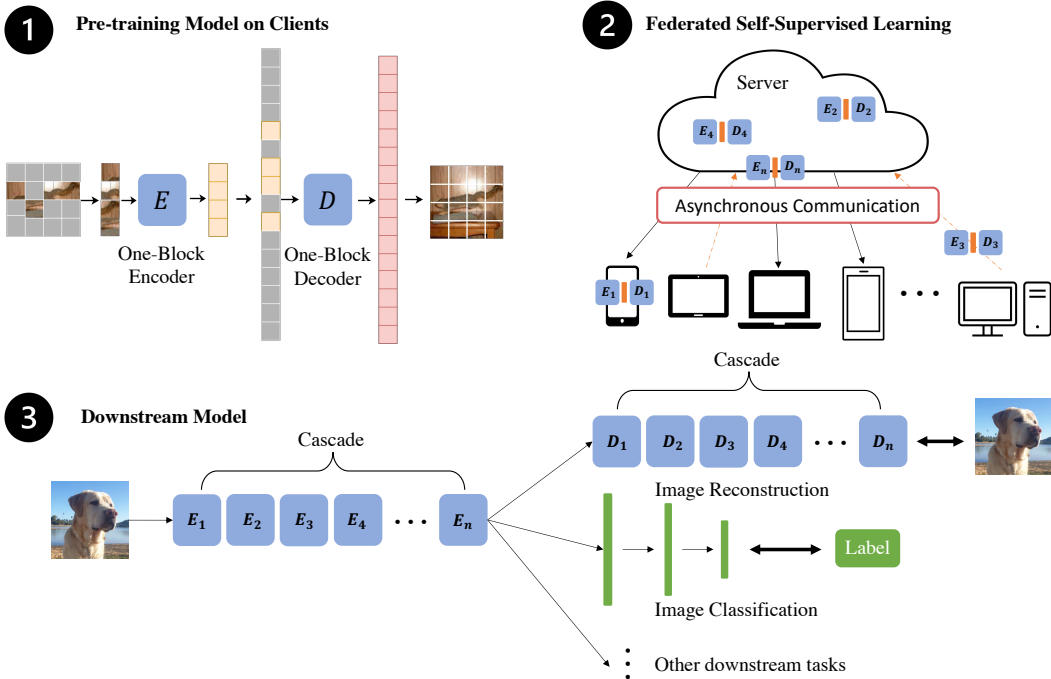 1 Pre-training Model on Clients
E
One-Block
Encoder
D
One-Block
Decoder
2 Federated Self-Supervised Learning
Server
E₂ D₂
E₄ D₄
Eₙ Dₙ
Asynchronous Communication
E₃ D₃
E₁ D₁
3 Downstream Model
Cascade
E₁ E₂ E₃ E₄ ··· Eₙ
Cascade
D₁ D₂ D₃ D₄ ··· Dₙ
Image Reconstruction
Label
Image Classification
Other downstream tasks